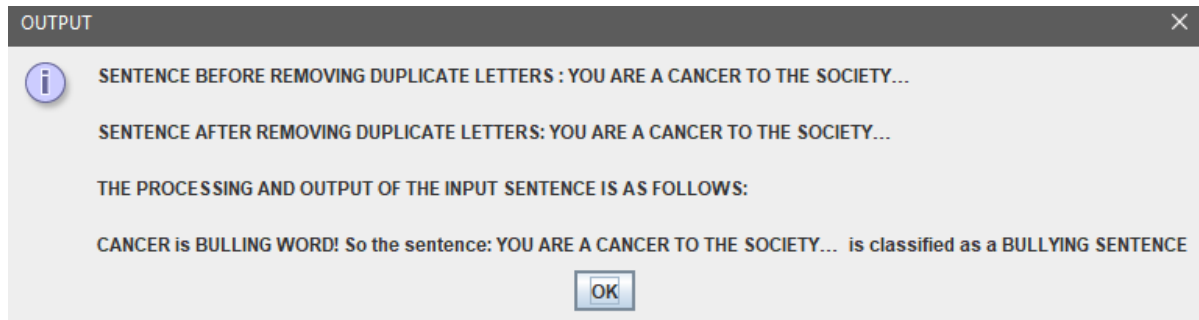 OUTPUT
SENTENCE BEFORE REMOVING DUPLICATE LETTERS : YOU ARE A CANCER TO THE SOCIETY…
SENTENCE AFTER REMOVING DUPLICATE LETTERS: YOU ARE A CANCER TO THE SOCIETY…
THE PROCESSING AND OUTPUT OF THE INPUT SENTENCE IS AS FOLLOWS:
CANCER is BULLING WORD! So the sentence: YOU ARE A CANCER TO THE SOCIETY… is classified as a BULLYING SENTENCE
OK